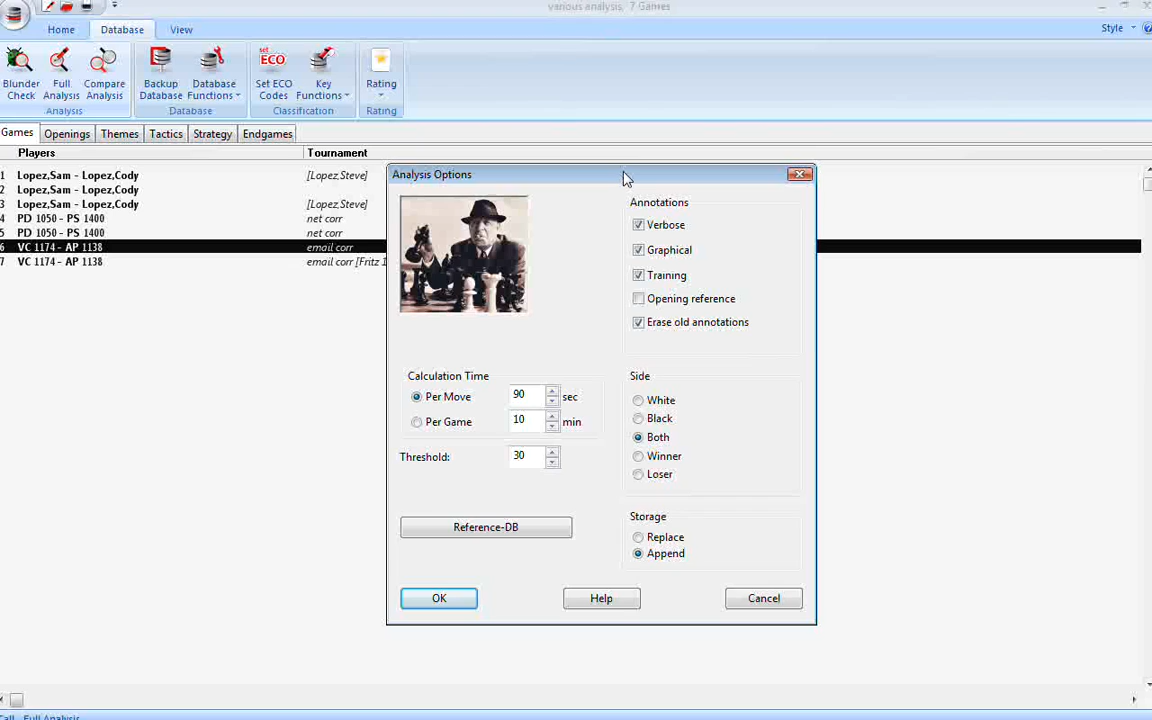 various analysis, 7 Games
Home Database View Style
Blunder Check Full Analysis Compare Analysis Backup Database Database Functions set ECO Set ECO Codes Key Functions Rating
Analysis Database Classification Rating
Games Openings Themes Tactics Strategy Endgames
Players Tournament
1 Lopez,Sam - Lopez,Cody [Lopez,Steve]
2 Lopez,Sam - Lopez,Cody
3 Lopez,Sam - Lopez,Cody [Lopez,Steve]
4 PD 1050 - PS 1400 net corr
5 PD 1050 - PS 1400 net corr
6 VC 1174 - AP 1138 email corr
7 VC 1174 - AP 1138 email corr [Fritz
Analysis Options
Annotations
Verbose
Graphical
Training
Opening reference
Erase old annotations
Calculation Time
Per Move 90 sec
Per Game 10 min
Threshold: 30
Reference-DB
Side
White
Black
Both
Winner
Loser
Storage
Replace
Append
OK Help Cancel
Full Analysis